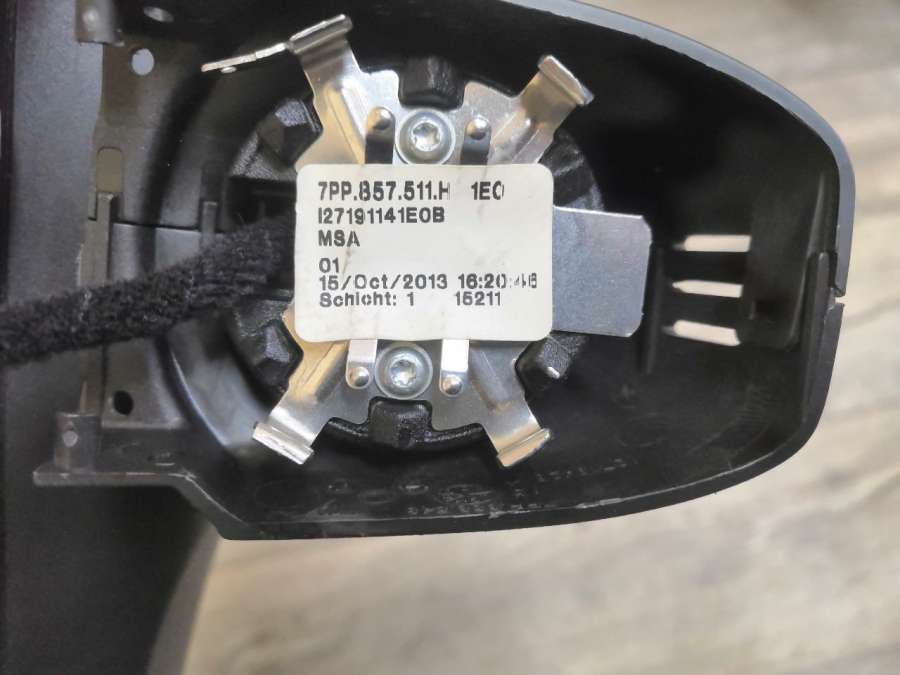 7PP.857.511.H 1E0
I27191141E0B
MSA
01
15/Oct/2013 16:20:46
Schicht: 1 15211